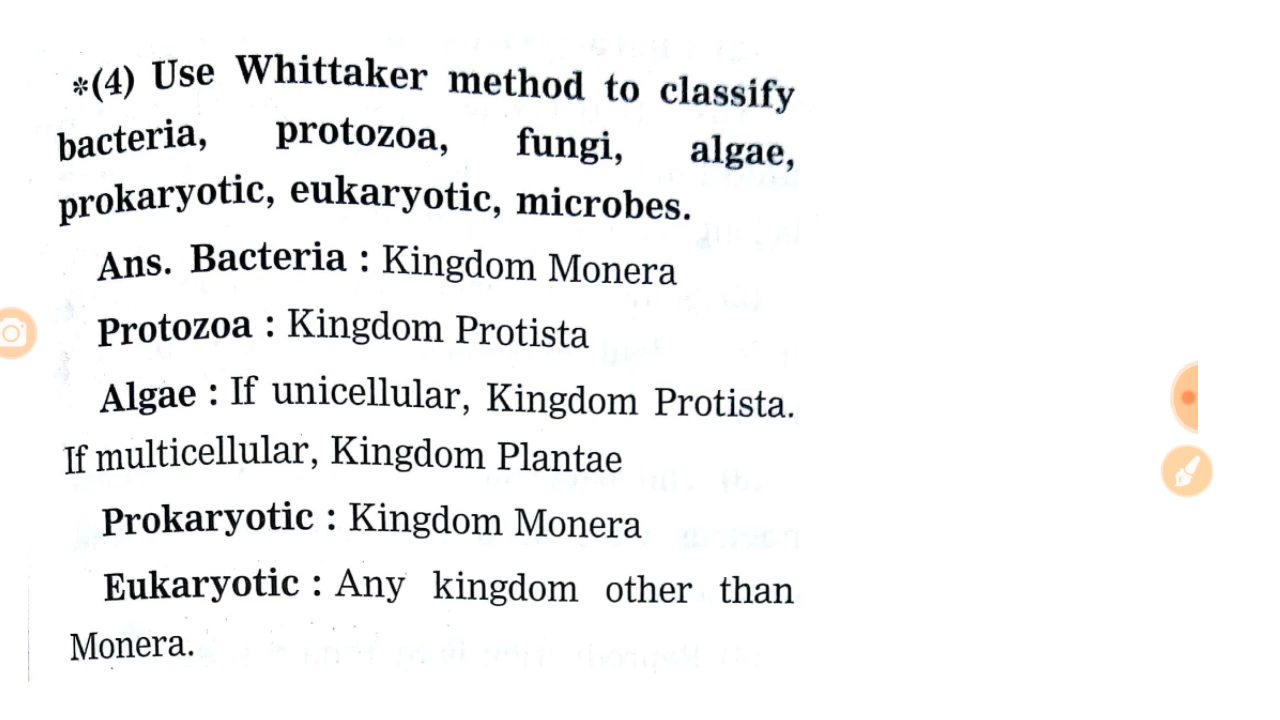 *(4) Use Whittaker method to classify
bacteria, protozoa, fungi, algae,
prokaryotic, eukaryotic, microbes.
Ans. Bacteria : Kingdom Monera
Protozoa : Kingdom Protista
Algae : If unicellular, Kingdom Protista.
If multicellular, Kingdom Plantae
Prokaryotic : Kingdom Monera
Eukaryotic : Any kingdom other than
Monera.